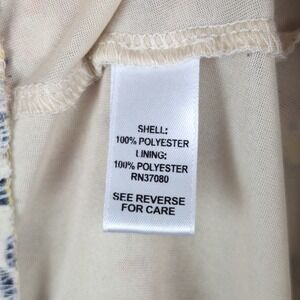 SHELL:
100% POLYESTER
LINING:
100% POLYESTER
RN37080
SEE REVERSE
FOR CARE